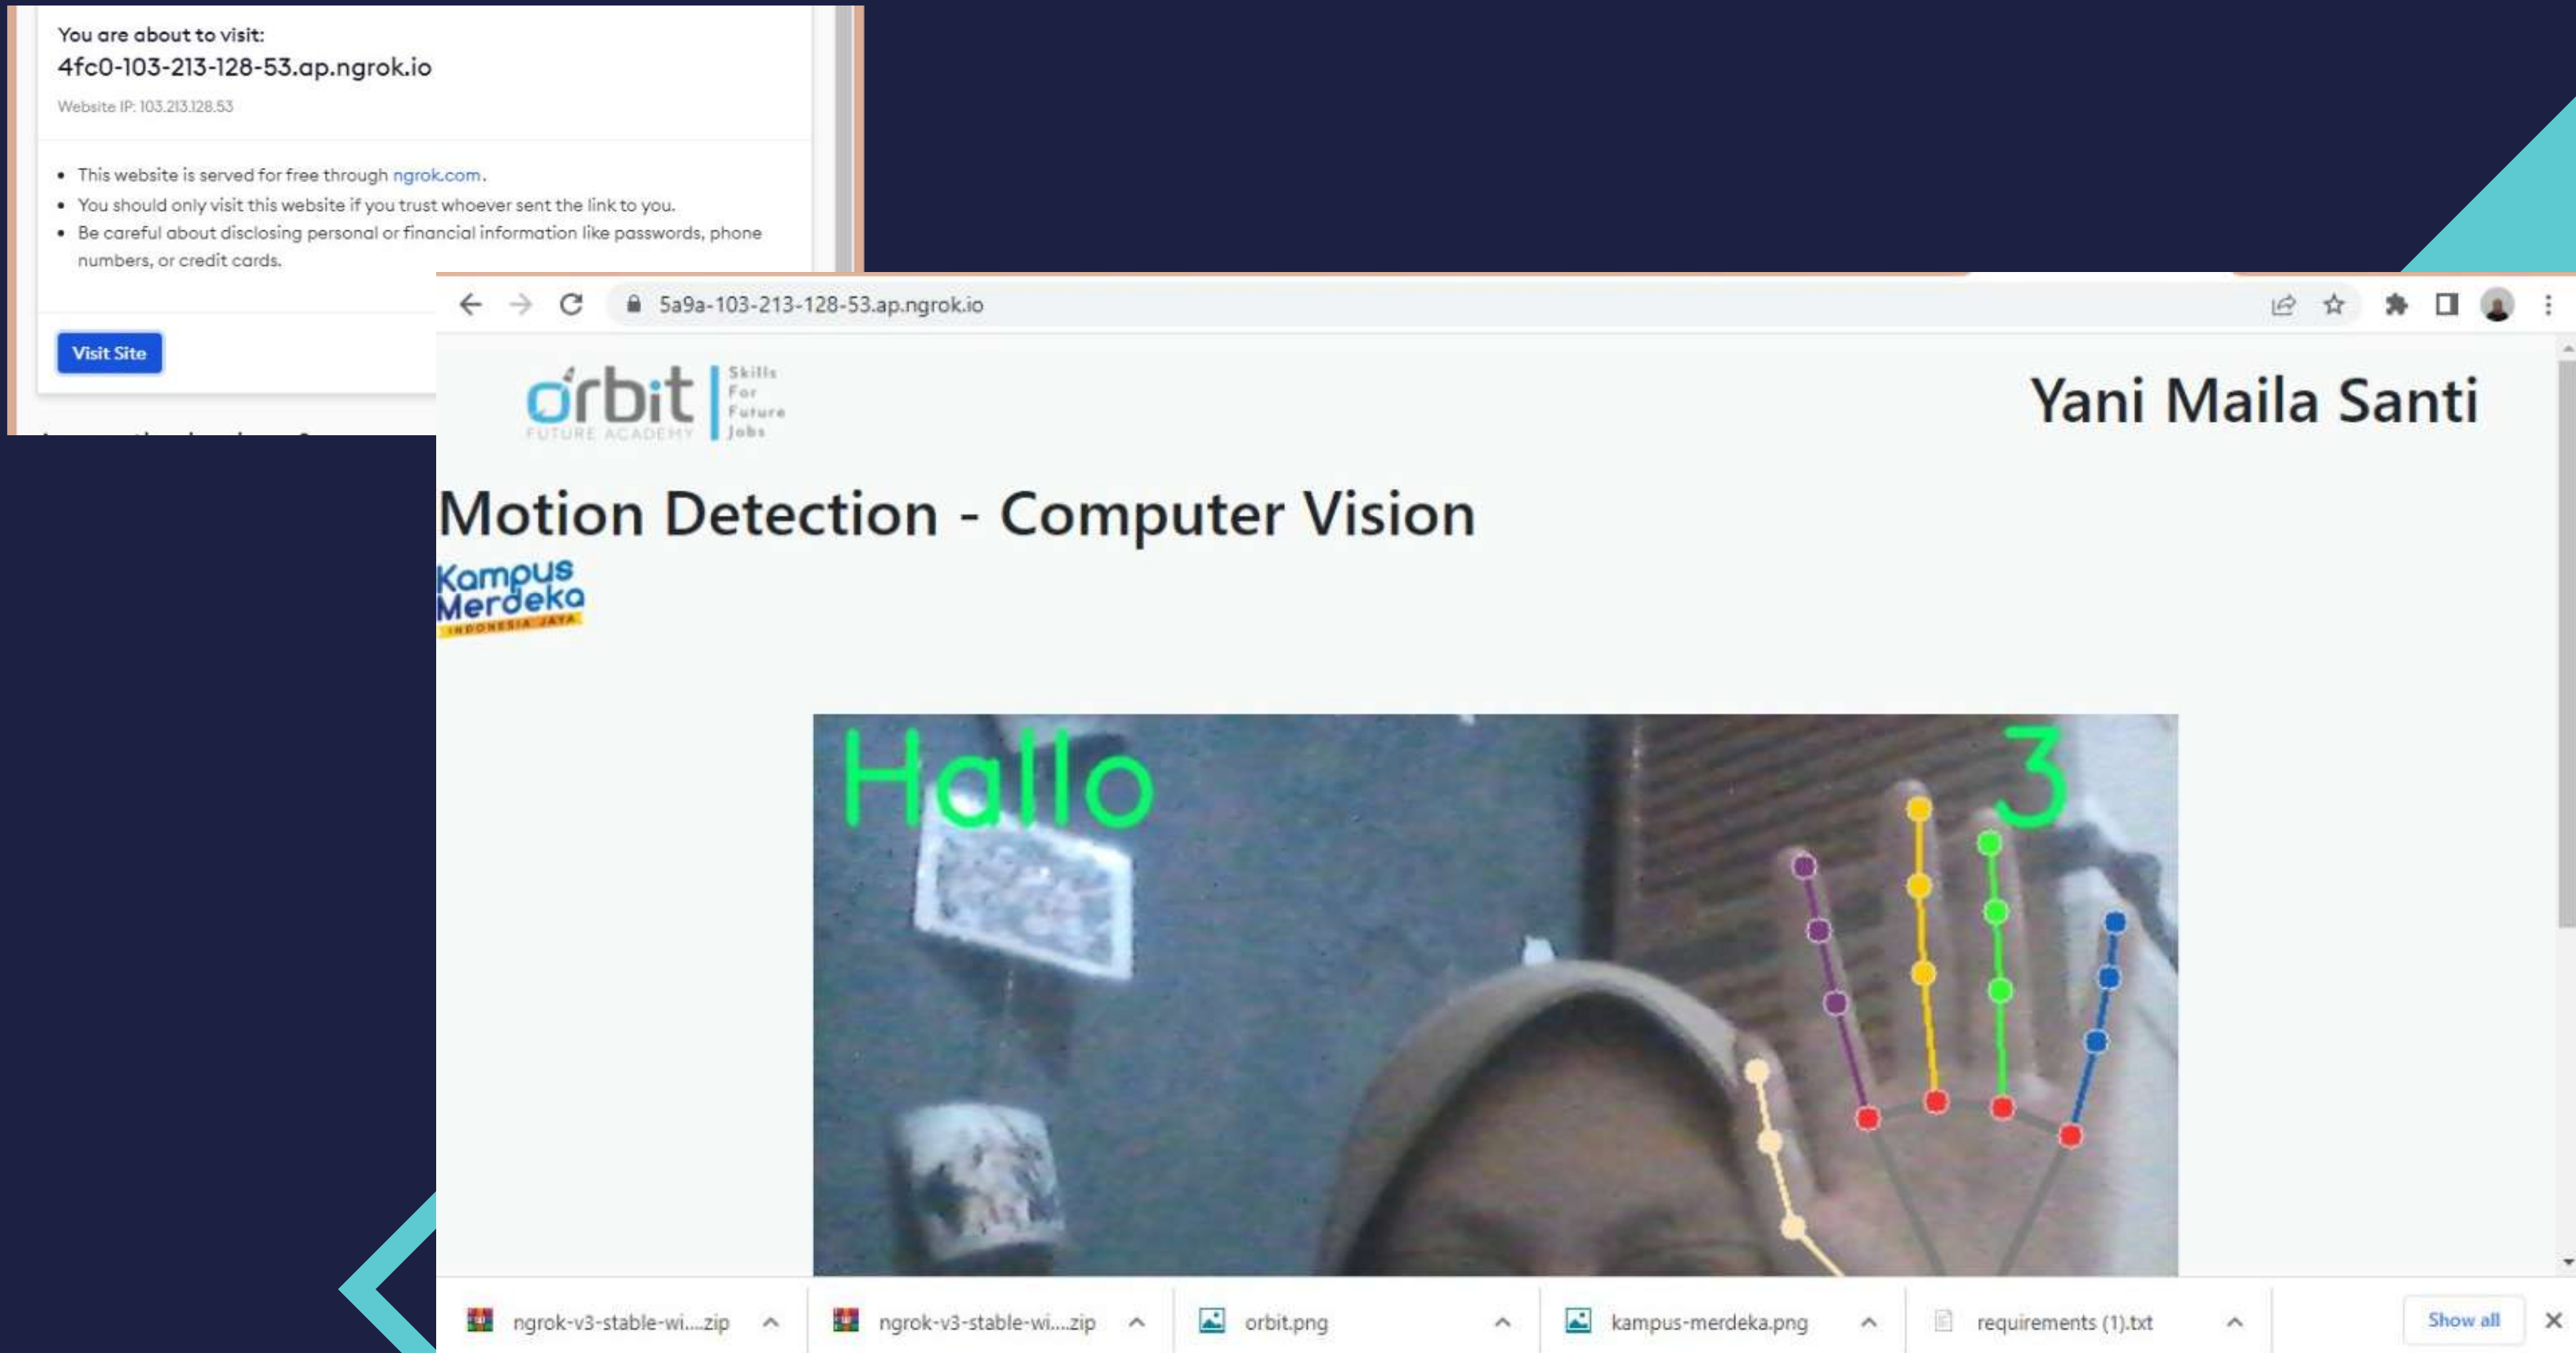 You are about to visit:
4fc0-103-213-128-53.ap.ngrok.io
Website IP: 103.213.128.53
This website is served for free through ngrok.com.
You should only visit this website if you trust whoever sent the link to you.
Be careful about disclosing personal or financial information like passwords, phone
numbers, or credit cards.
Visit Site
5a9a-103-213-128-53.ap.ngrok.io
orbit
FUTURE ACADEMY
Skills
For
Future
Jobs
Yani Maila Santi
Motion Detection - Computer Vision
Kampus
Merdeka
INDONESIA JAYA
Hallo
3
ngrok-v3-stable-wi....zip
ngrok-v3-stable-wi....zip
orbit.png
kampus-merdeka.png
requirements (1).txt
Show all